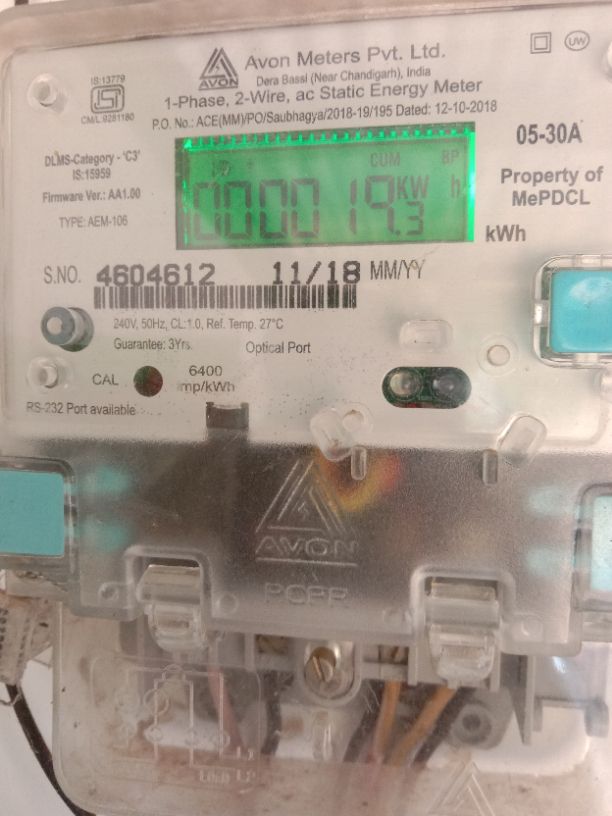 AVON
Avon Meters Pvt. Ltd.
Dera Bassi (Near Chandigarh), India
1-Phase, 2-Wire, ac Static Energy Meter
P.O. No.: ACE(MM)/PO/Saubhagya/2018-19/195 Dated: 12-10-2018
UW
IS:13779
ISI
CM/L 9281180
DLMS-Category - 'C3'
IS:15959
Firmware Ver.: AA1.00
TYPE: AEM-106
CUM BP
000019.3 KW h
kWh
05-30A
Property of
MePDCL
S.NO. 4604612 11/18 MM/YY
240V, 50Hz, CL:1.0, Ref. Temp. 27°C
Guarantee: 3Yrs. Optical Port
CAL 6400
imp/kWh
RS-232 Port available
AVON